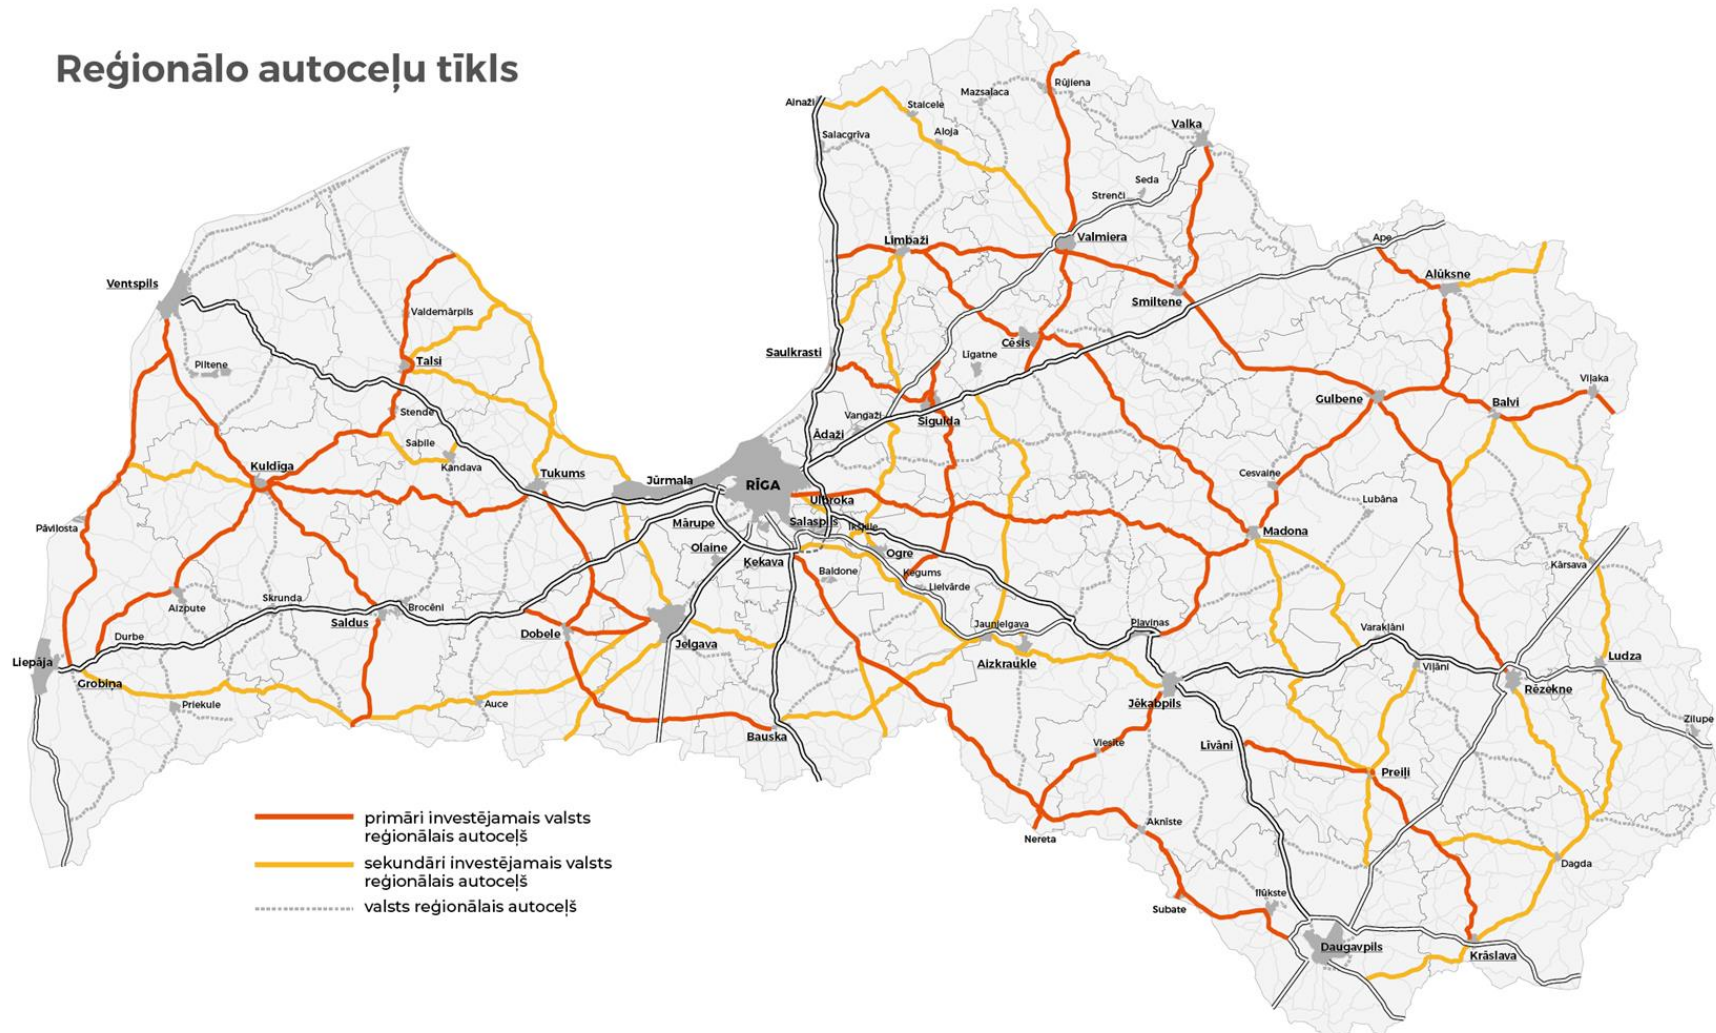 Reģionālo autoceļu tīkls
Rūjiena
Mazsalaca
Ainaži
Staicele
Salacgrīva
Aloja
Valka
Seda
Strenči
Limbaži
Valmiera
Ape
Alūksne
Ventspils
Smiltene
Valdemārpils
Saulkrasti
Cēsis
Līgatne
Talsi
Piltene
Viļaka
Gulbene
Balvi
Stende
Vangaži
Sigulda
Ādaži
Sabile
Kandava
Kuldīga
Tukums
Cesvaine
Jūrmala
RĪGA
Lubāna
Ulbroka
Pāvilosta
Mārupe
Salaspils
Ikšķile
Madona
Olaine
Ogre
Ķekava
Baldone
Ķegums
Kārsava
Lielvārde
Aizpute
Skrunda
Brocēni
Saldus
Jaunjelgava
Pļaviņas
Varakļāni
Durbe
Dobele
Jelgava
Liepāja
Aizkraukle
Viļāni
Ludza
Grobiņa
Rēzekne
Priekule
Auce
Jēkabpils
Zilupe
Bauska
Viesīte
Līvāni
Preiļi
primāri investējamais valsts
reģionālais autoceļš
Aknīste
Nereta
sekundāri investējamais valsts
reģionālais autoceļš
Dagda
valsts reģionālais autoceļš
Ilūkste
Subate
Daugavpils
Krāslava